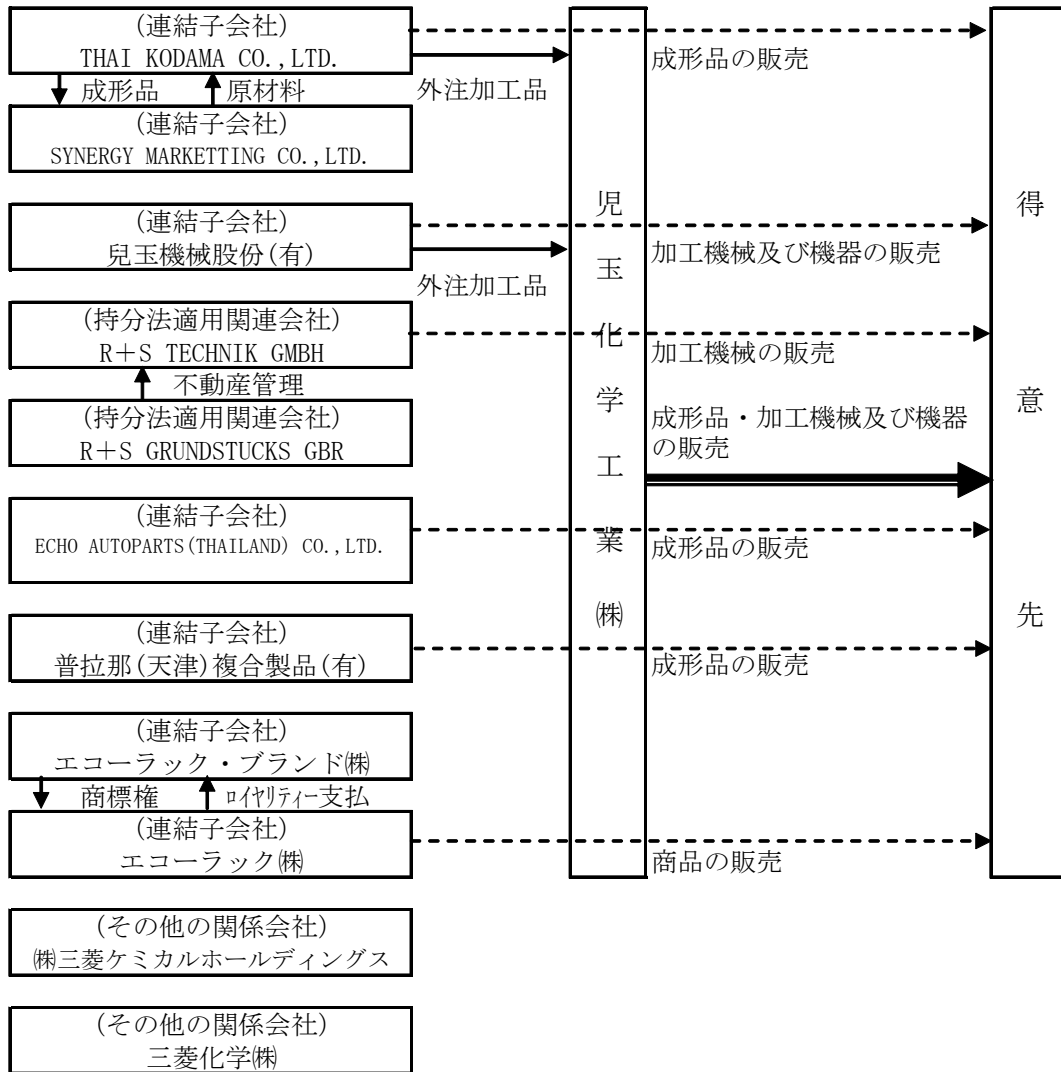 (連結子会社)
THAI KODAMA CO.,LTD.
成形品の販売
外注加工品
成形品 原材料
(連結子会社)
SYNERGY MARKETTING CO.,LTD.
(連結子会社)
兒玉機械股份(有)
加工機械及び機器の販売
外注加工品
(持分法適用関連会社)
R+S TECHNIK GMBH
加工機械の販売
不動産管理
(持分法適用関連会社)
R+S GRUNDSTUCKS GBR
成形品・加工機械及び機器
の販売
(連結子会社)
ECHO AUTOPARTS(THAILAND) CO.,LTD.
成形品の販売
(連結子会社)
普拉那(天津)複合製品(有)
成形品の販売
(連結子会社)
エコーラック・ブランド㈱
商標権 ロイヤリティー支払
(連結子会社)
エコーラック㈱
商品の販売
(その他の関係会社)
㈱三菱ケミカルホールディングス
(その他の関係会社)
三菱化学㈱
児玉化学工業㈱
得意先